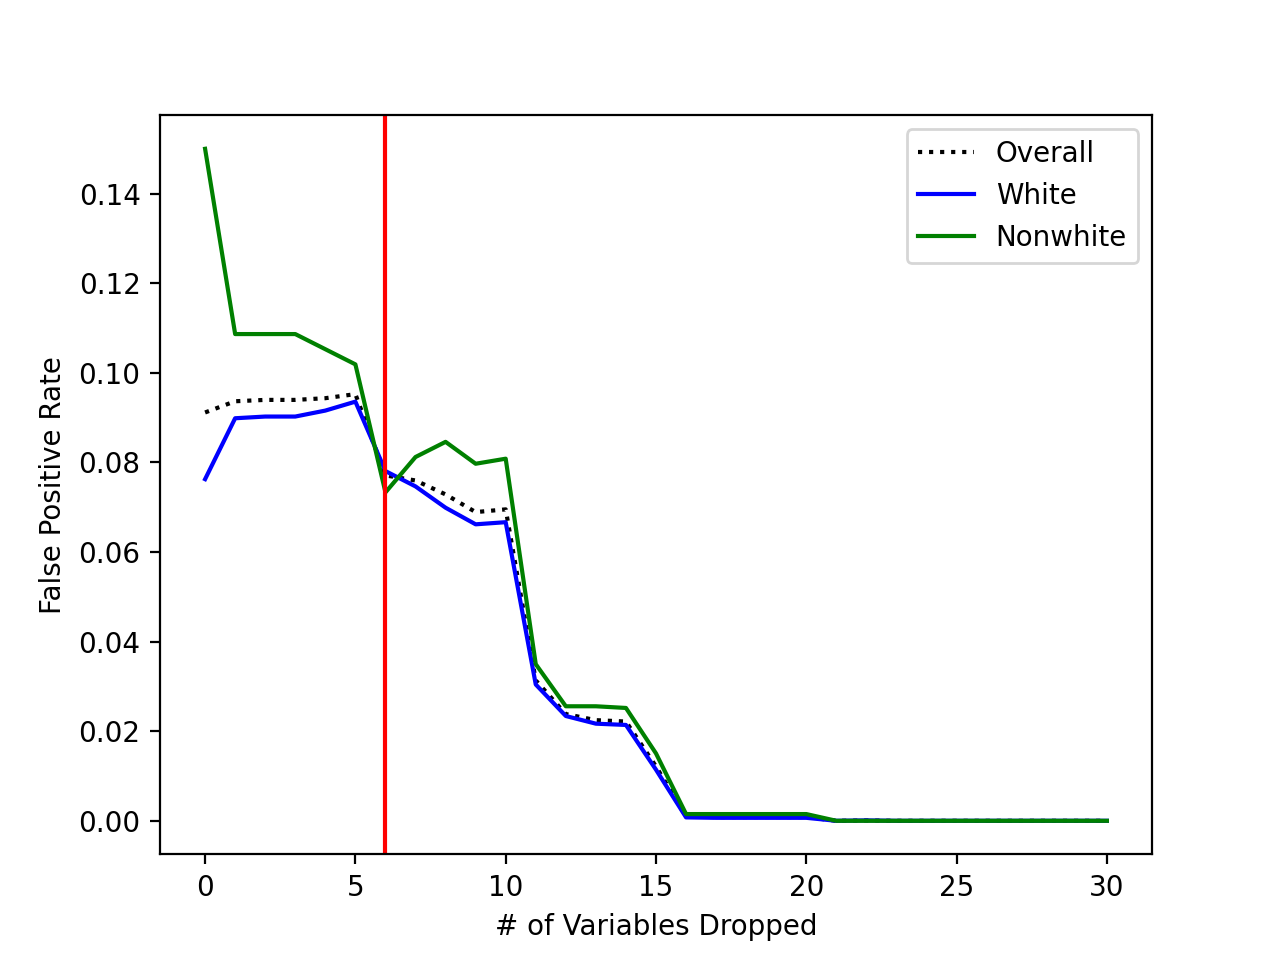 Overall
White
Nonwhite
0.14
0.12
0.10
0.08
0.06
0.04
0.02
0.00
False Positive Rate
0 5 10 15 20 25 30
# of Variables Dropped